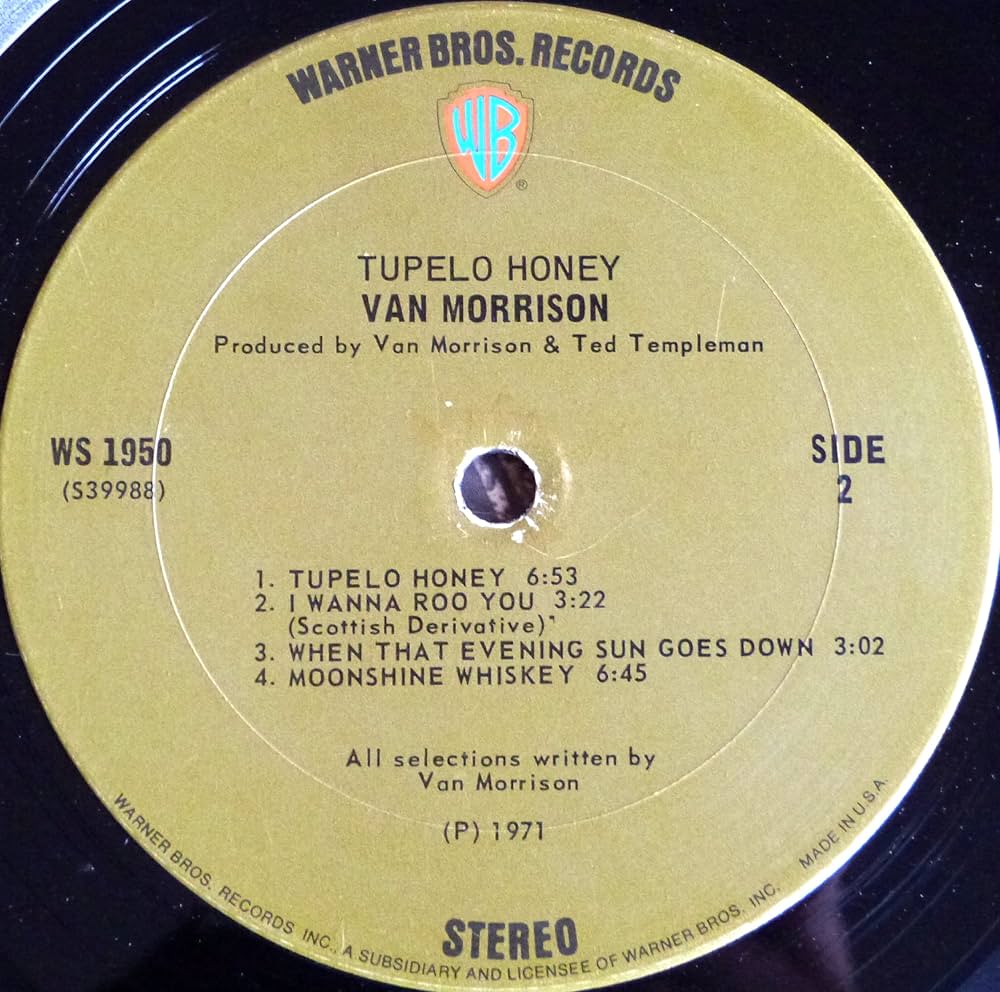 WARNER BROS. RECORDS
WB
®
TUPELO HONEY
VAN MORRISON
Produced by Van Morrison & Ted Templeman
WS 1950
(S39988)
SIDE
2
1. TUPELO HONEY 6:53
2. I WANNA ROO YOU 3:22
(Scottish Derivative)
3. WHEN THAT EVENING SUN GOES DOWN 3:02
4. MOONSHINE WHISKEY 6:45
All selections written by
Van Morrison
(P) 1971
STEREO
WARNER BROS. RECORDS INC., A SUBSIDIARY AND LICENSEE OF WARNER BROS. INC. MADE IN U.S.A.